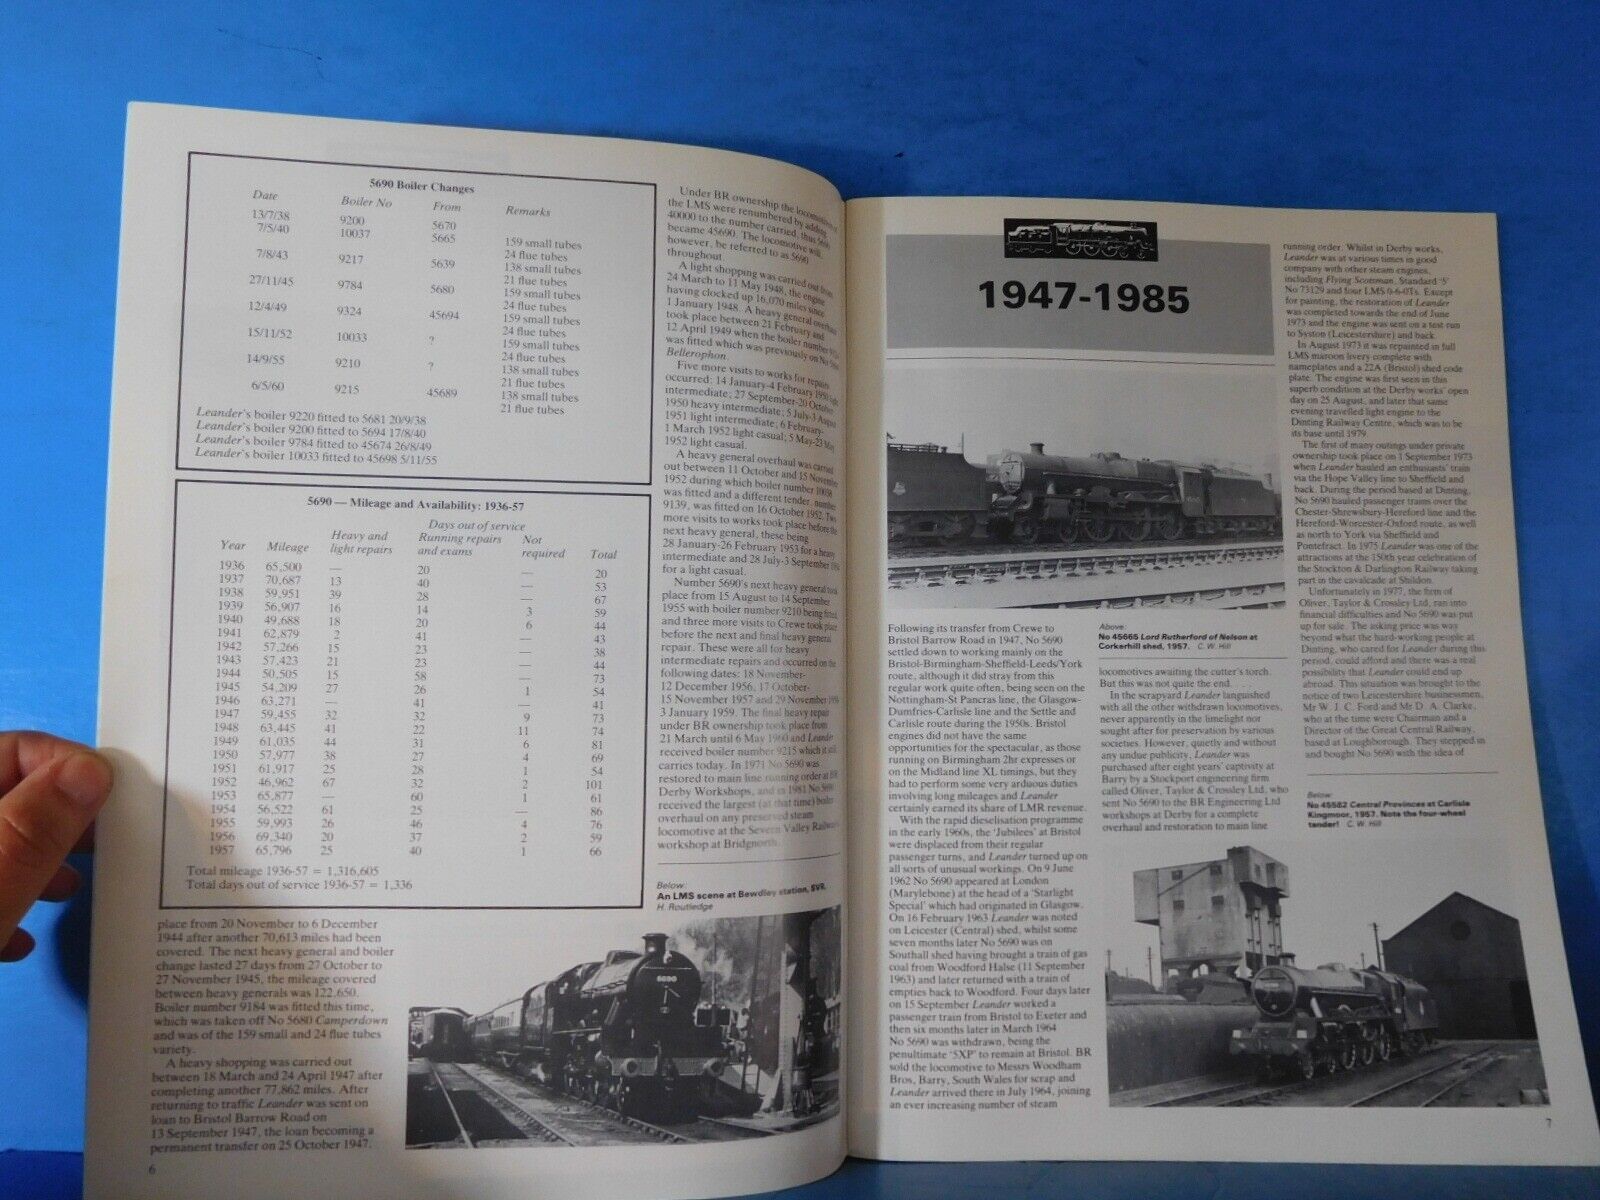 5690 Boiler Changes
Date Boiler No From Remarks
13/7/38 9200 5670
7/5/40 10037 5665 159 small tubes
24 flue tubes
7/8/43 9217 5639 138 small tubes
21 flue tubes
27/11/45 9784 5680 159 small tubes
24 flue tubes
12/4/49 9324 45694 159 small tubes
24 flue tubes
15/11/52 10033 ? 159 small tubes
24 flue tubes
14/9/55 9210 ? 138 small tubes
21 flue tubes
6/5/60 9215 45689 138 small tubes
21 flue tubes
Leander's boiler 9220 fitted to 5681 20/9/38
Leander's boiler 9200 fitted to 5694 17/8/40
Leander's boiler 9784 fitted to 45674 26/8/49
Leander's boiler 10033 fitted to 45698 5/11/55
5690 — Mileage and Availability: 1936-57
Days out of service
Heavy and Running repairs Not
Year Mileage light repairs and exams required Total
1936 65,500 — 20 — 20
1937 70,687 13 40 — 53
1938 59,951 39 28 — 67
1939 56,907 16 14 3 59
1940 49,688 18 20 6 44
1941 62,879 2 41 — 43
1942 57,266 15 23 — 38
1943 57,423 21 23 — 44
1944 50,505 15 58 — 73
1945 54,209 27 26 1 54
1946 63,271 — 41 — 41
1947 59,455 32 32 9 73
1948 63,445 41 22 11 74
1949 61,035 44 31 6 81
1950 57,977 38 27 4 69
1951 61,917 25 28 1 54
1952 46,962 67 32 2 101
1953 65,877 — 60 1 61
1954 56,522 61 25 — 86
1955 59,993 26 46 4 76
1956 69,340 20 37 2 59
1957 65,796 25 40 1 66
Total mileage 1936-57 = 1,316,605
Total days out of service 1936-57 = 1,336
place from 20 November to 6 December
1944 after another 70,613 miles had been
covered. The next heavy general and boiler
change lasted 27 days from 27 October to
27 November 1945, the mileage covered
between heavy generals was 122,650.
Boiler number 9184 was fitted this time,
which was taken off No 5680 Camperdown
and was of the 159 small and 24 flue tubes
variety.
A heavy shopping was carried out
between 18 March and 24 April 1947 after
completing another 77,862 miles. After
returning to traffic Leander was sent on
loan to Bristol Barrow Road on
13 September 1947, the loan becoming a
permanent transfer on 25 October 1947.
6
Under BR ownership the locomotives of
the LMS were renumbered by adding
40000 to the number carried, thus 5690
became 45690. The locomotive will,
however, be referred to as 5690
throughout.
A light shopping was carried out from
24 March to 11 May 1948, the engine
having clocked up 16,070 miles since
1 January 1948. A heavy general overhaul
took place between 21 February and
12 April 1949 when the boiler number 9324
was fitted which was previously on No 5694
Bellerophon.
Five more visits to works for repairs
occurred: 14 January-4 February 1950 light
intermediate; 27 September-20 October
1950 heavy intermediate; 5 July-3 August
1951 light intermediate; 6 February-
1 March 1952 light casual; 5 May-23 May
1952 light casual.
A heavy general overhaul was carried
out between 11 October and 15 November
1952 during which boiler number 10038
was fitted and a different tender, number
9139, was fitted on 16 October 1952. Two
more visits to works took place before the
next heavy general, these being
28 January-26 February 1953 for a heavy
intermediate and 28 July-3 September 1954
for a light casual.
Number 5690's next heavy general took
place from 15 August to 14 September
1955 with boiler number 9210 being fitted,
and three more visits to Crewe took place
before the next and final heavy general
repair. These were all for heavy
intermediate repairs and occurred on the
following dates: 18 November-
12 December 1956, 17 October-
15 November 1957 and 29 November 1958
3 January 1959. The final heavy repair
under BR ownership took place from
21 March until 6 May 1960 and Leander
received boiler number 9215 which it still
carries today. In 1971 No 5690 was
restored to main line running order at BR
Derby Workshops, and in 1981 No 5690
received the largest (at that time) boiler
overhaul on any preserved steam
locomotive at the Severn Valley Railway
workshop at Bridgnorth.
Below:
An LMS scene at Bewdley station, SVR.
H. Routledge
5690
1947-1985
Above:
No 45665 Lord Rutherford of Nelson at
Corkerhill shed, 1957. C. W. Hill
Following its transfer from Crewe to
Bristol Barrow Road in 1947, No 5690
settled down to working mainly on the
Bristol-Birmingham-Sheffield-Leeds/York
route, although it did stray from this
regular work quite often, being seen on the
Nottingham-St Pancras line, the Glasgow-
Dumfries-Carlisle line and the Settle and
Carlisle route during the 1950s. Bristol
engines did not have the same
opportunities for the spectacular, as those
running on Birmingham 2hr expresses or
on the Midland line XL timings, but they
had to perform some very arduous duties
involving long mileages and Leander
certainly earned its share of LMR revenue.
With the rapid dieselisation programme
in the early 1960s, the 'Jubilees' at Bristol
were displaced from their regular
passenger turns, and Leander turned up on
all sorts of unusual workings. On 9 June
1962 No 5690 appeared at London
(Marylebone) at the head of a 'Starlight
Special' which had originated in Glasgow.
On 16 February 1963 Leander was noted
on Leicester (Central) shed, whilst some
seven months later No 5690 was on
Southall shed having brought a train of gas
coal from Woodford Halse (11 September
1963) and later returned with a train of
empties back to Woodford. Four days later
on 15 September Leander worked a
passenger train from Bristol to Exeter and
then six months later in March 1964
No 5690 was withdrawn, being the
penultimate '5XP' to remain at Bristol. BR
sold the locomotive to Messrs Woodham
Bros, Barry, South Wales for scrap and
Leander arrived there in July 1964, joining
an ever increasing number of steam
locomotives awaiting the cutter's torch.
But this was not quite the end.
In the scrapyard Leander languished
with all the other withdrawn locomotives,
never apparently in the limelight nor
sought after for preservation by various
societies. However, quietly and without
any undue publicity, Leander was
purchased after eight years' captivity at
Barry by a Stockport engineering firm
called Oliver, Taylor & Crossley Ltd, who
sent No 5690 to the BR Engineering Ltd
workshops at Derby for a complete
overhaul and restoration to main line
running order. Whilst in Derby works,
Leander was at various times in good
company with other steam engines,
including Flying Scotsman, Standard '5'
No 73129 and four LMS 0-6-0Ts. Except
for painting, the restoration of Leander
was completed towards the end of June
1973 and the engine was sent on a test run
to Syston (Leicestershire) and back.
In August 1973 it was repainted in full
LMS maroon livery complete with
nameplates and a 22A (Bristol) shed code
plate. The engine was first seen in this
superb condition at the Derby works' open
day on 25 August, and later that same
evening travelled light engine to the
Dinting Railway Centre, which was to be
its base until 1979.
The first of many outings under private
ownership took place on 1 September 1973
when Leander hauled an enthusiasts' train
via the Hope Valley line to Sheffield and
back. During the period based at Dinting,
No 5690 hauled passenger trains over the
Chester-Shrewsbury-Hereford line and the
Hereford-Worcester-Oxford route, as well
as north to York via Sheffield and
Pontefract. In 1975 Leander was one of the
attractions at the 150th year celebration of
the Stockton & Darlington Railway taking
part in the cavalcade at Shildon.
Unfortunately in 1977, the firm of
Oliver, Taylor & Crossley Ltd, ran into
financial difficulties and No 5690 was put
up for sale. The asking price was way
beyond what the hard-working people at
Dinting, who cared for Leander during this
period, could afford and there was a real
possibility that Leander could end up
abroad. This situation was brought to the
notice of two Leicestershire businessmen,
Mr W. J. C. Ford and Mr D. A. Clarke,
who at the time were Chairman and a
Director of the Great Central Railway,
based at Loughborough. They stepped in
and bought No 5690 with the idea of
Below:
No 45582 Central Provinces at Carlisle
Kingmoor, 1957. Note the four-wheel
tender! C. W. Hill
7